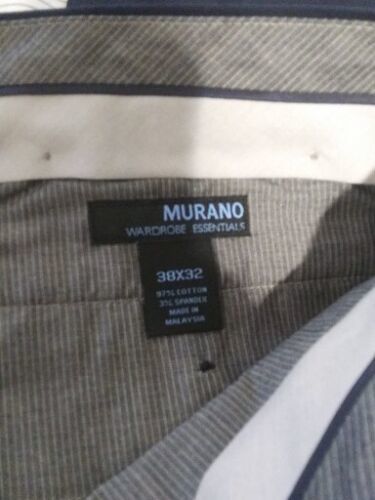 MURANO
WARDROBE ESSENTIALS
38X32
97% COTTON
3% SPANDEX
MADE IN
MALAYSIA